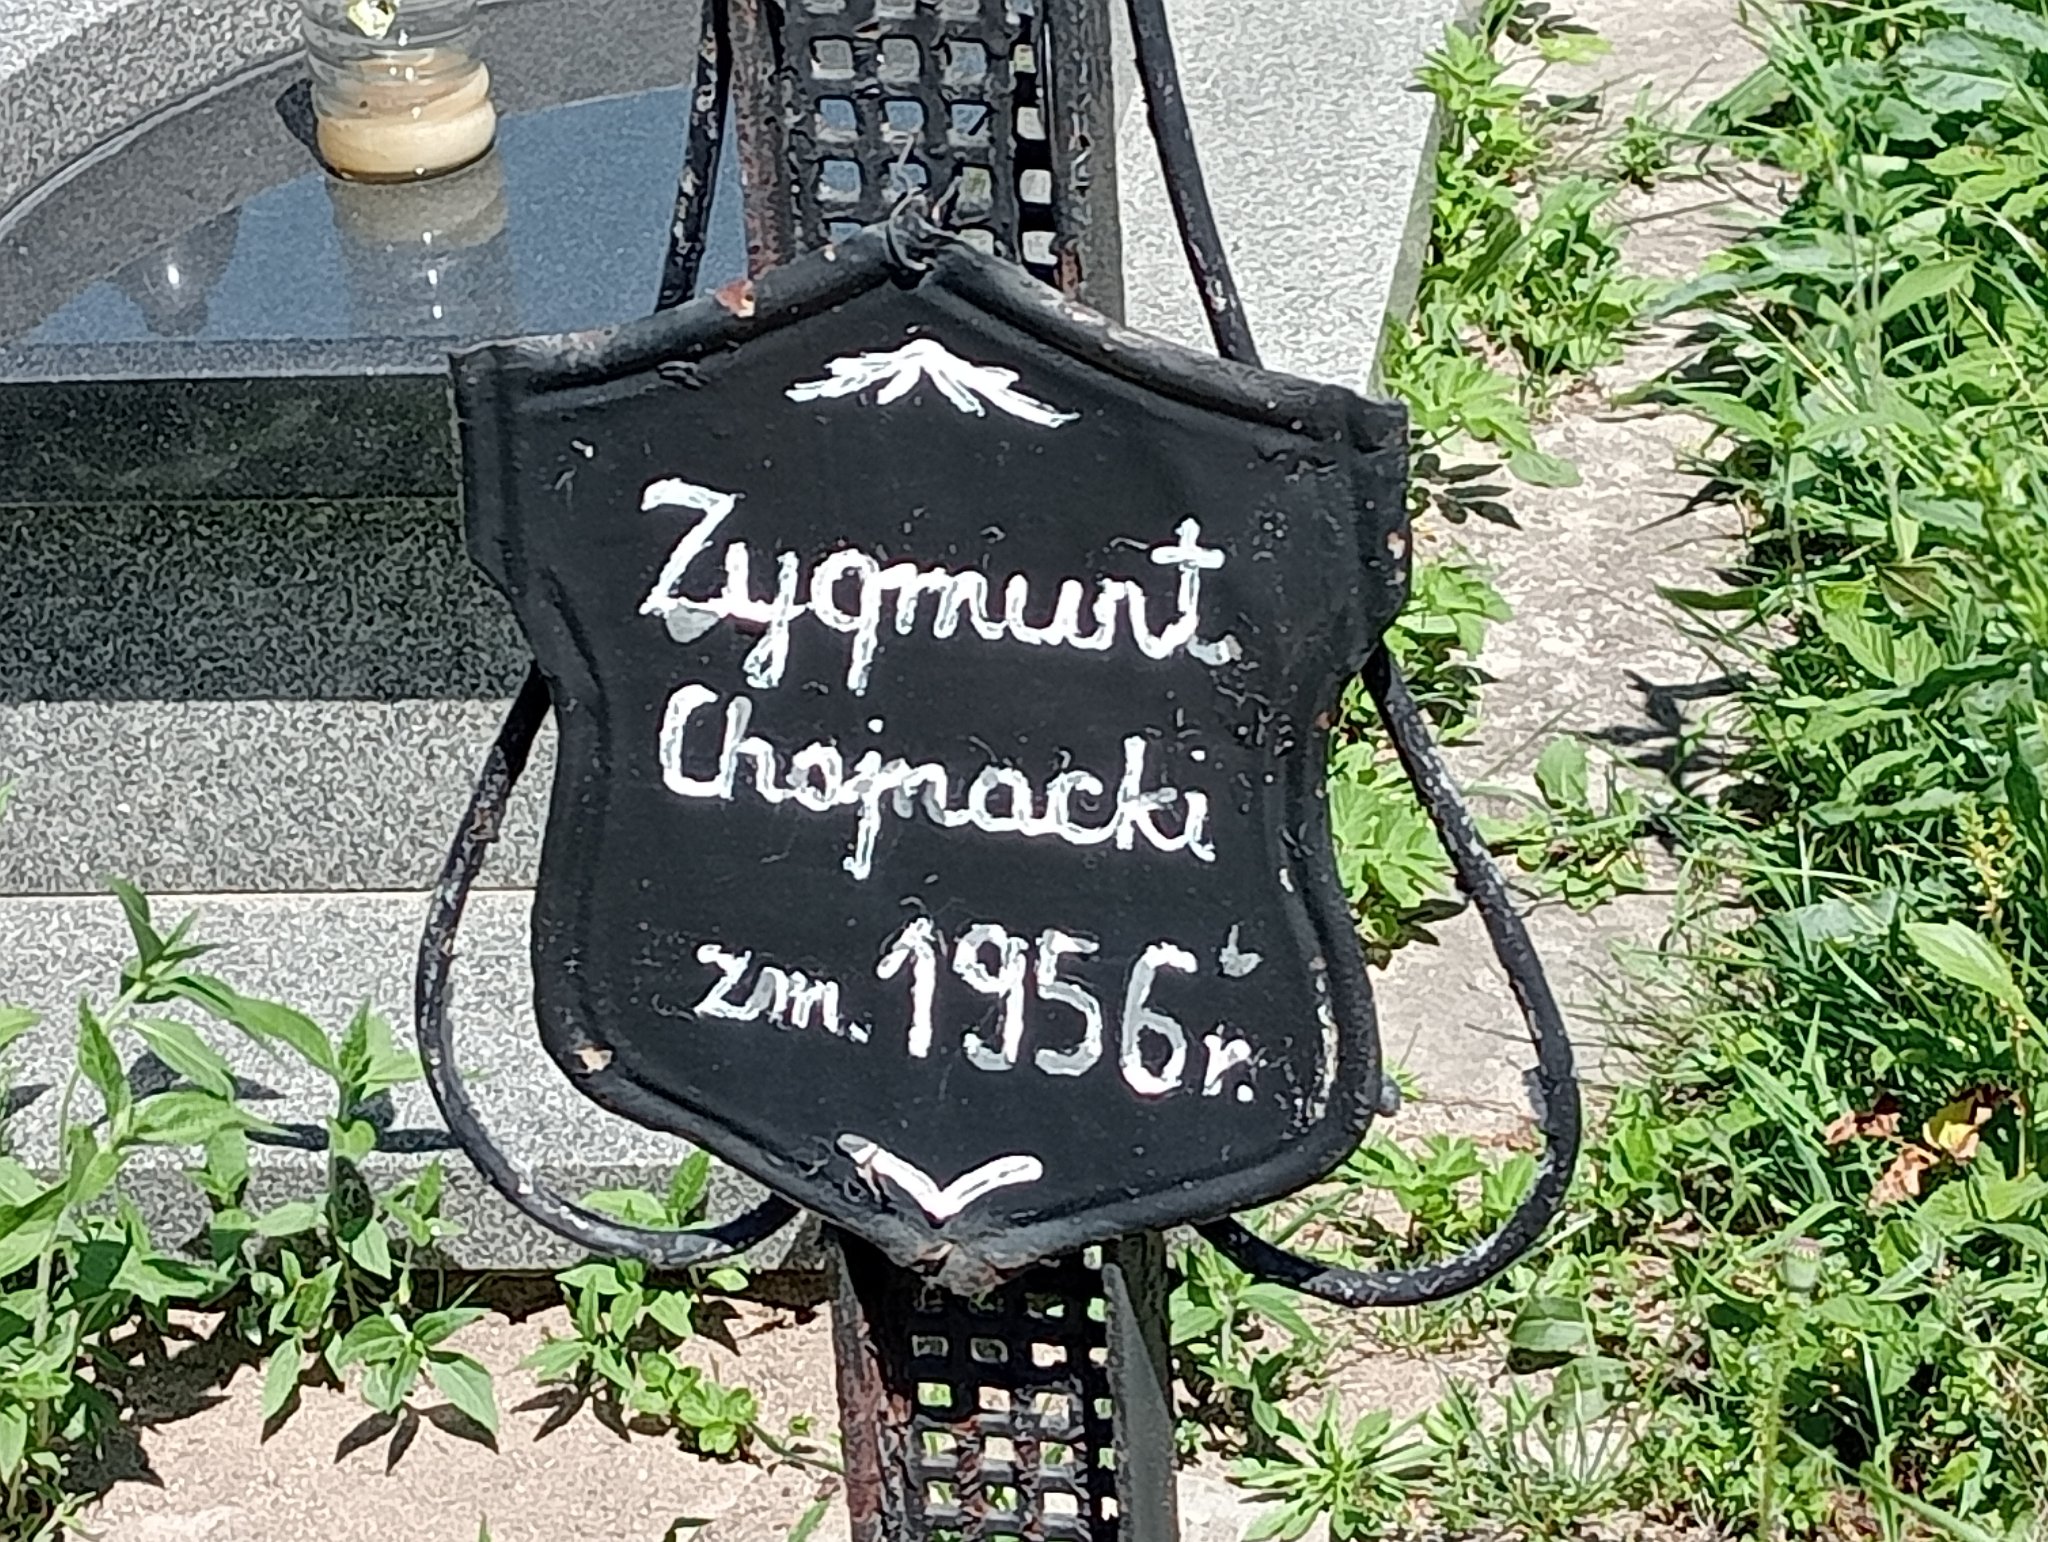 Zygmunt
Chojnacki
zm. 1956 r.